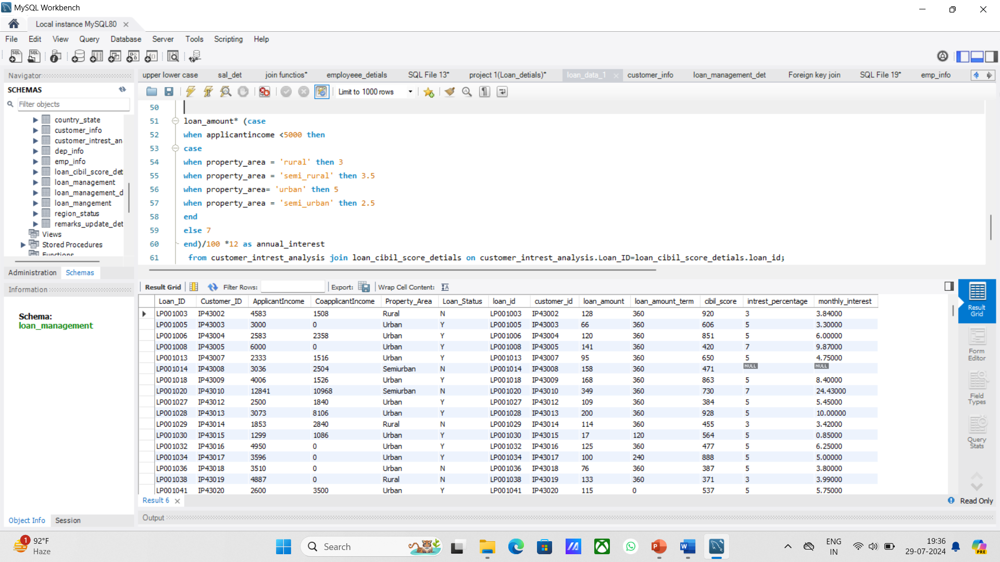 MySQL Workbench
Local instance MySQL80
File Edit View Query Database Server Tools Scripting Help
Navigator
SCHEMAS
Filter objects
country_state
customer_info
customer_intrest_an
dep_info
emp_info
loan_cibil_score_det
loan_management
loan_management_d
loan_mangement
region_status
remarks_update_det
Views
Stored Procedures
Functions
Administration Schemas
Information
Schema:
loan_management
Object Info Session
upper lower case sal_det join functios* employeee_detials SQL File 13* project 1(Loan_detials)* loan_data_1 customer_info loan_management_det Foreign key join SQL File 19* emp_info
Limit to 1000 rows
50
51 loan_amount* (case
52 when applicantincome <5000 then
53 case
54 when property_area = 'rural' then 3
55 when property_area = 'semi_rural' then 3.5
56 when property_area= 'urban' then 5
57 when property_area = 'semi_urban' then 2.5
58 end
59 else 7
60 end)/100 *12 as annual_interest
61 from customer_intrest_analysis join loan_cibil_score_detials on customer_intrest_analysis.Loan_ID=loan_cibil_score_detials.loan_id;
Result Grid Filter Rows: Export: Wrap Cell Content:
Loan_ID Customer_ID ApplicantIncome CoapplicantIncome Property_Area Loan_Status loan_id customer_id loan_amount loan_amount_term cibil_score intrest_percentage monthly_interest
LP001003 IP43002 4583 1508 Rural N LP001003 IP43002 128 360 920 3 3.84000
LP001005 IP43003 3000 0 Urban Y LP001005 IP43003 66 360 606 5 3.30000
LP001006 IP43004 2583 2358 Urban Y LP001006 IP43004 120 360 851 5 6.00000
LP001008 IP43005 6000 0 Urban Y LP001008 IP43005 141 360 420 7 9.87000
LP001013 IP43007 2333 1516 Urban Y LP001013 IP43007 95 360 650 5 4.75000
LP001014 IP43008 3036 2504 Semiurban N LP001014 IP43008 158 360 471 NULL NULL
LP001018 IP43009 4006 1526 Urban Y LP001018 IP43009 168 360 863 5 8.40000
LP001020 IP43010 12841 10968 Semiurban N LP001020 IP43010 349 360 730 7 24.43000
LP001027 IP43012 2500 1840 Urban Y LP001027 IP43012 109 360 384 5 5.45000
LP001028 IP43013 3073 8106 Urban Y LP001028 IP43013 200 360 928 5 10.00000
LP001029 IP43014 1853 2840 Rural N LP001029 IP43014 114 360 455 3 3.42000
LP001030 IP43015 1299 1086 Urban Y LP001030 IP43015 17 120 564 5 0.85000
LP001032 IP43016 4950 0 Urban Y LP001032 IP43016 125 360 477 5 6.25000
LP001034 IP43017 3596 0 Urban Y LP001034 IP43017 100 240 888 5 5.00000
LP001036 IP43018 3510 0 Urban N LP001036 IP43018 76 360 387 5 3.80000
LP001038 IP43019 4887 0 Rural N LP001038 IP43019 133 360 371 3 3.99000
LP001041 IP43020 2600 3500 Urban Y LP001041 IP43020 115 0 537 5 5.75000
Result
Grid
Form
Editor
Field
Types
Query
Stats
Result 6
Read Only
Output
1
92°F
Haze
Search
ENG
IN
19:36
29-07-2024
PRE